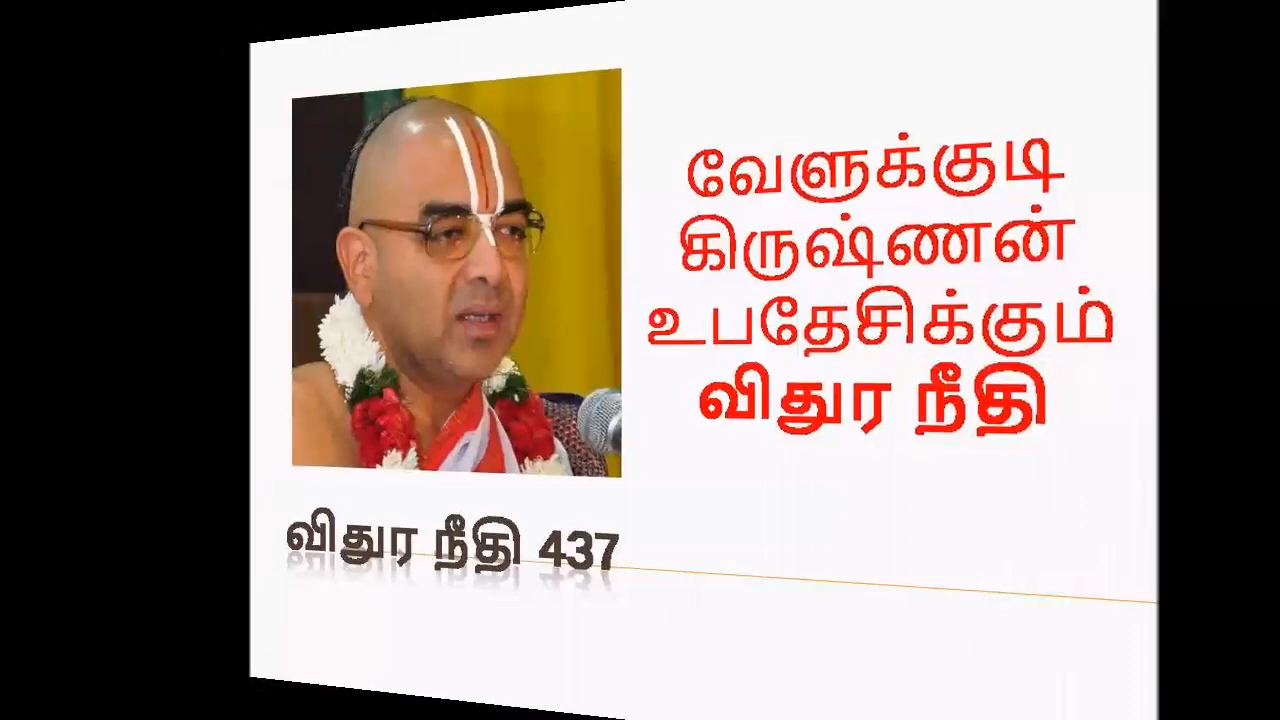 வேளுக்குடி
கிருஷ்ணன்
உபதேசிக்கும்
விதுர நீதி
விதுர நீதி 437